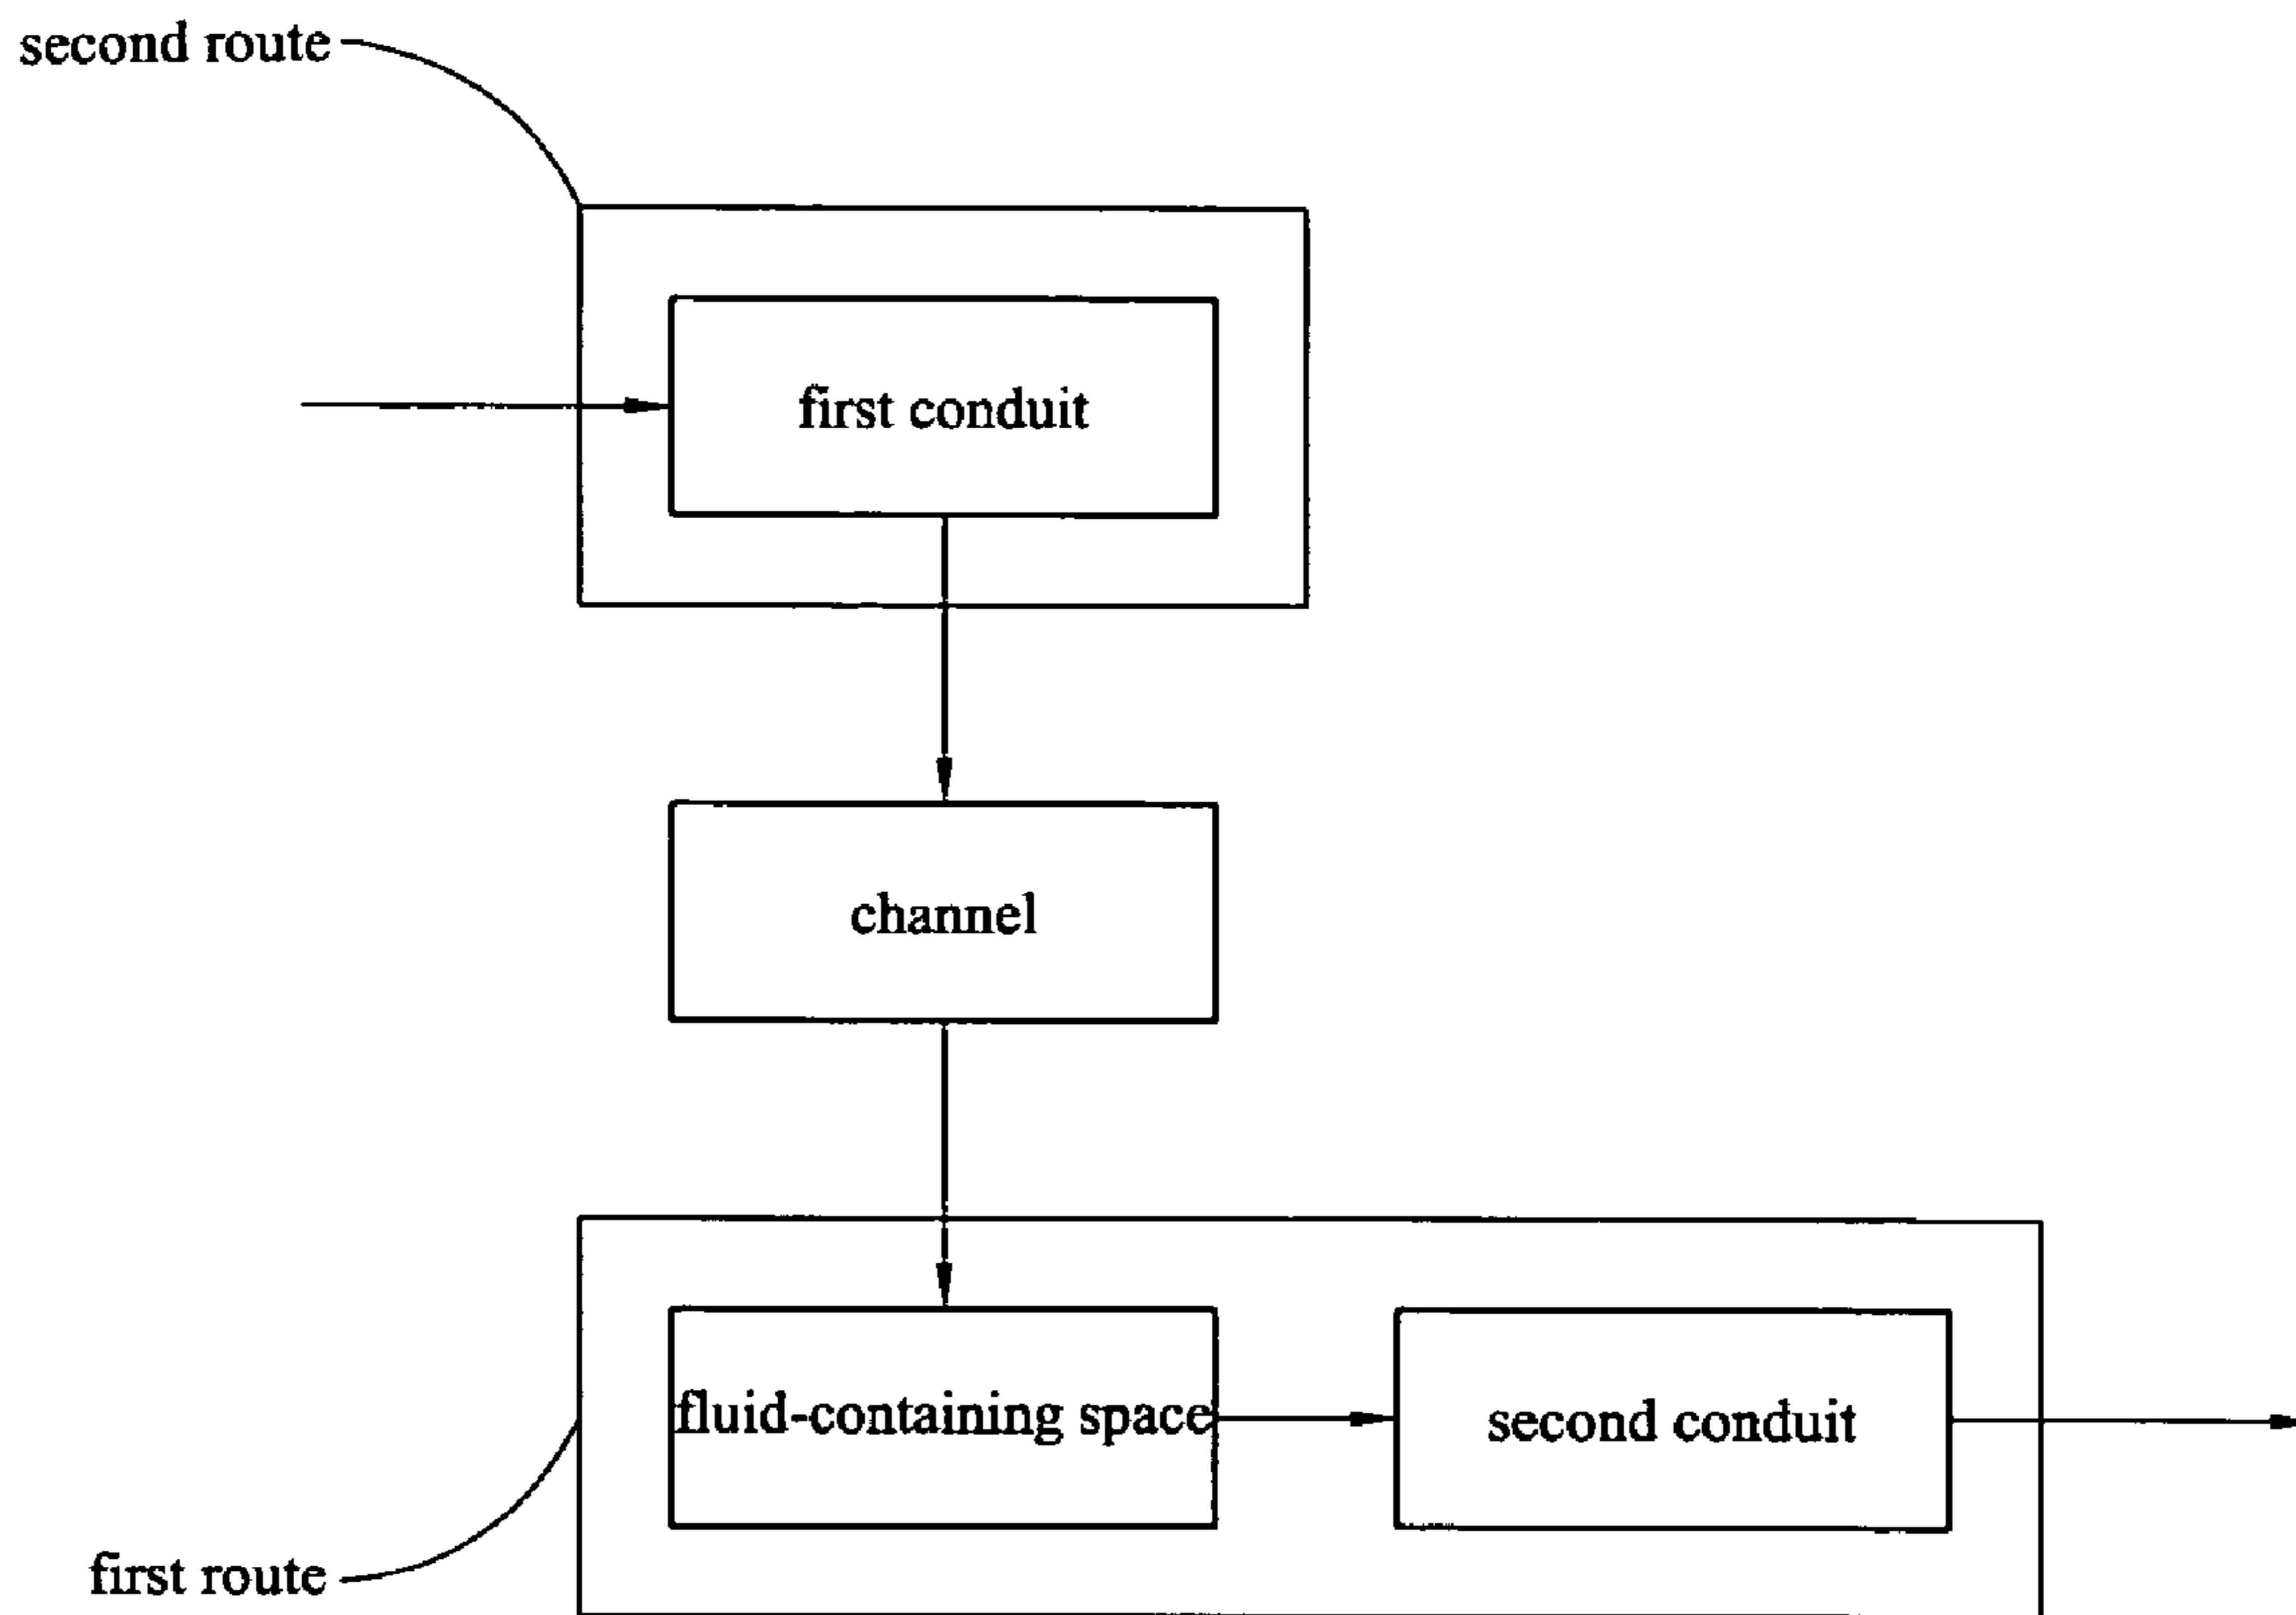 second route
first conduit
channel
fluid-containing space
second conduit
first route